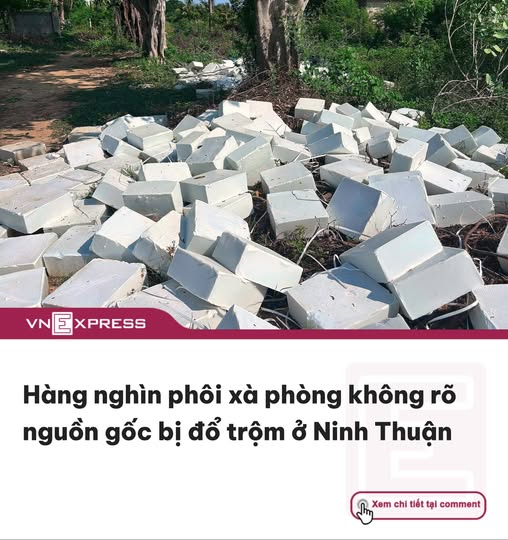 VNEXPRESS
Hàng nghìn phôi xà phòng không rõ
nguồn gốc bị đổ trộm ở Ninh Thuận
Xem chi tiết tại comment